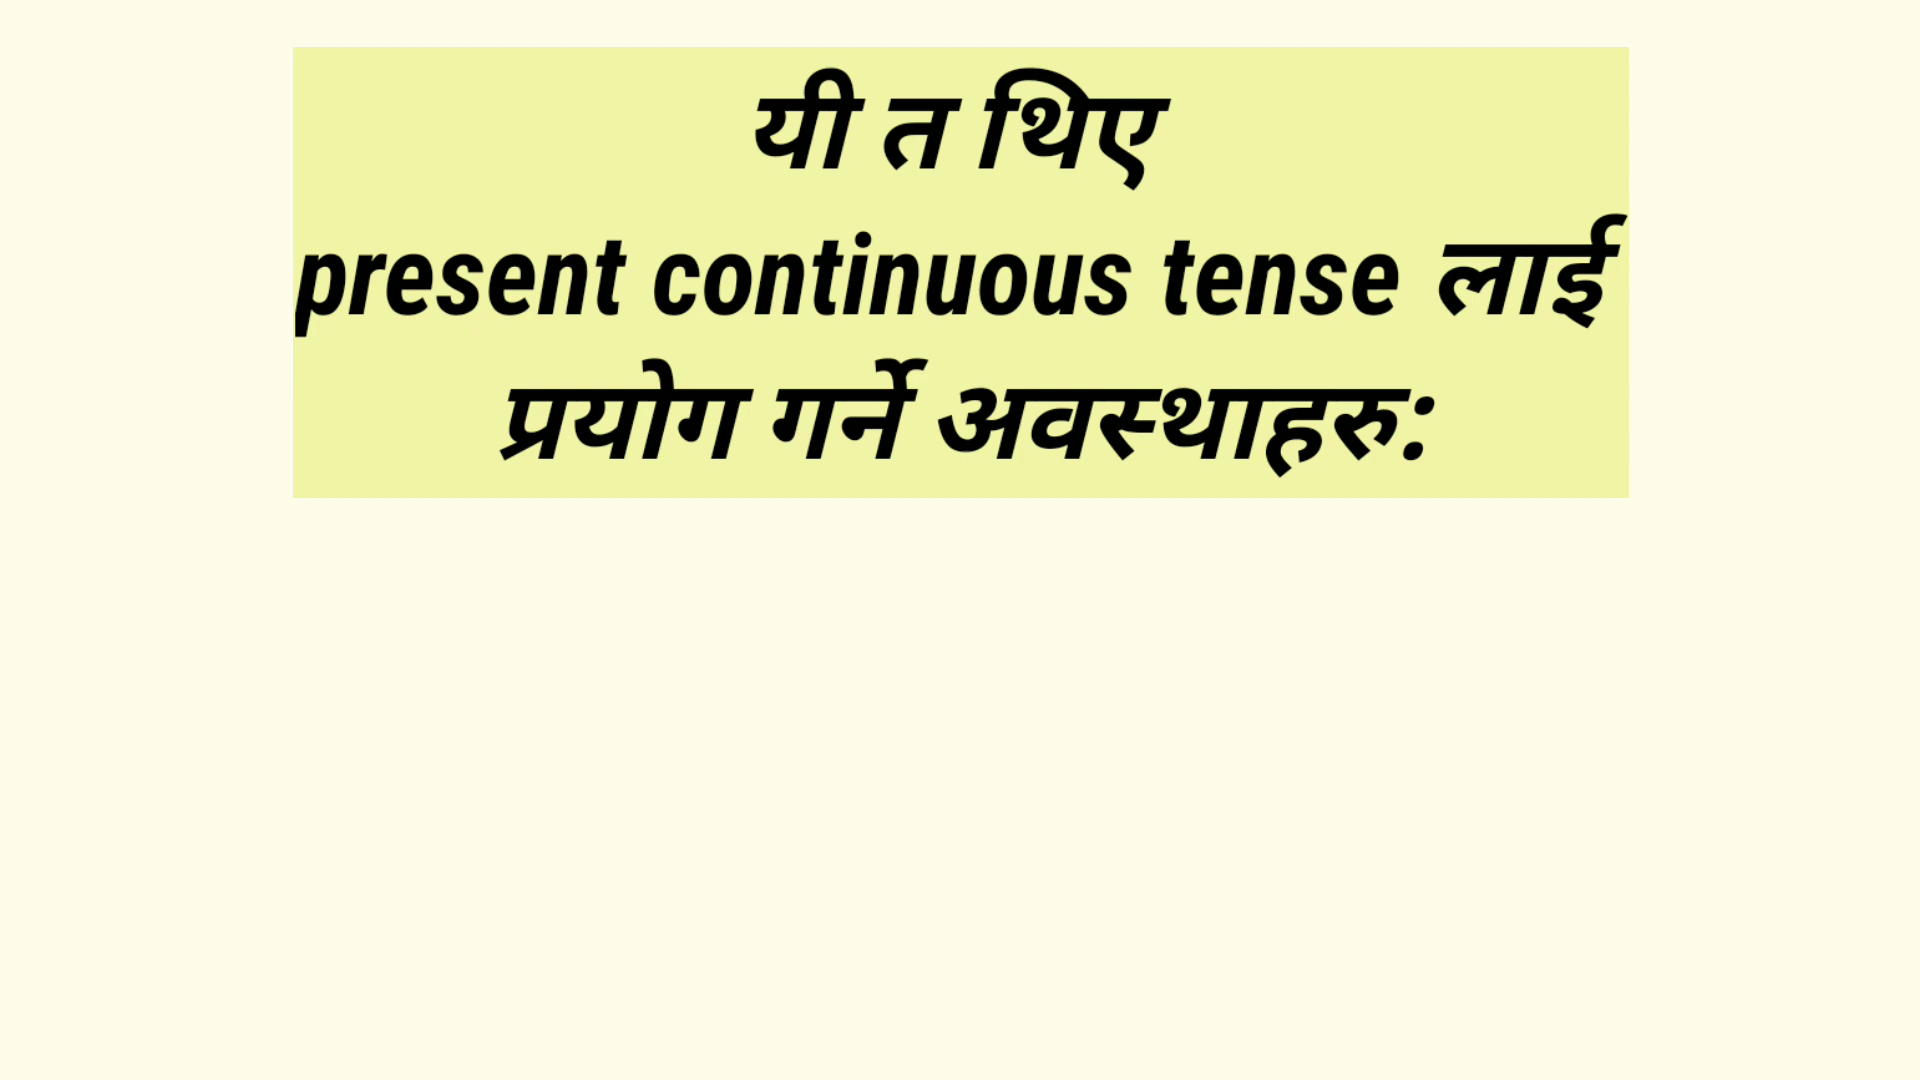 यी त थिए
present continuous tense लाई
प्रयोग गर्ने अवस्थाहरु: